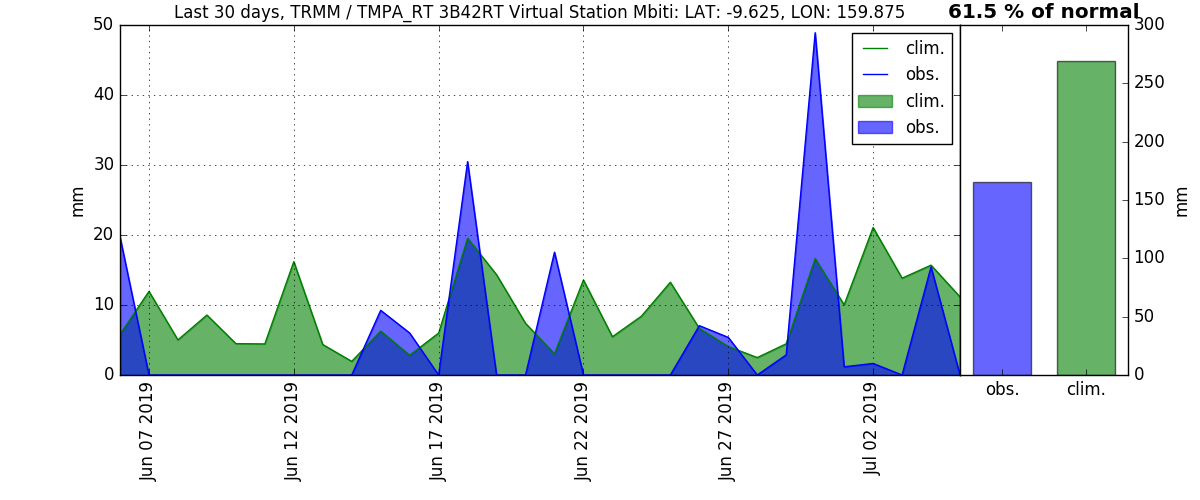 Last 30 days, TRMM / TMPA_RT 3B42RT Virtual Station Mbiti: LAT: -9.625, LON: 159.875
61.5 % of normal
50
40
30
20
10
0
mm
clim.
obs.
clim.
obs.
Jun 07 2019
Jun 12 2019
Jun 17 2019
Jun 22 2019
Jun 27 2019
Jul 02 2019
300
250
200
150
100
50
0
mm
obs.
clim.